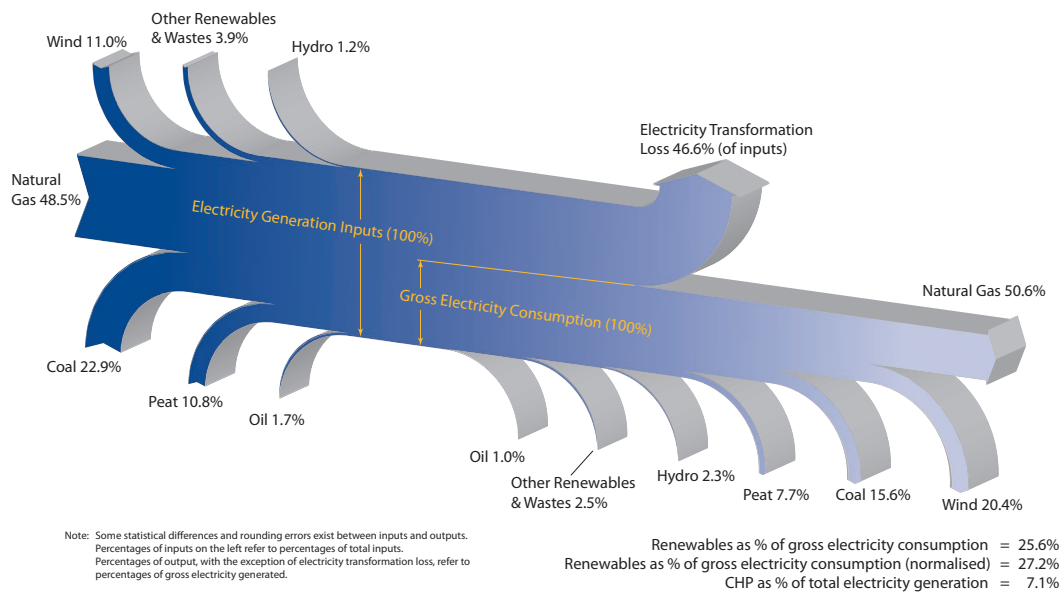 Wind 11.0%
Other Renewables
& Wastes 3.9%
Hydro 1.2%
Electricity Transformation
Loss 46.6% (of inputs)
Natural
Gas 48.5%
Electricity Generation Inputs (100%)
Gross Electricity Consumption (100%)
Natural Gas 50.6%
Coal 22.9%
Peat 10.8%
Oil 1.7%
Oil 1.0%
Other Renewables
& Wastes 2.5%
Hydro 2.3%
Peat 7.7%
Coal 15.6%
Wind 20.4%
Note: Some statistical differences and rounding errors exist between inputs and outputs.
Percentages of inputs on the left refer to percentages of total inputs.
Percentages of output, with the exception of electricity transformation loss, refer to
percentages of gross electricity generated.
Renewables as % of gross electricity consumption = 25.6%
Renewables as % of gross electricity consumption (normalised) = 27.2%
CHP as % of total electricity generation = 7.1%